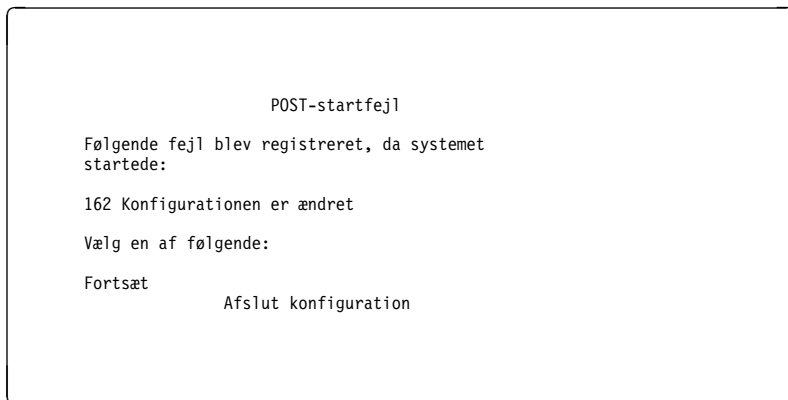 POST-startfejl
Følgende fejl blev registreret, da systemet
startede:
162 Konfigurationen er ændret
Vælg en af følgende:
Fortsæt
Afslut konfiguration